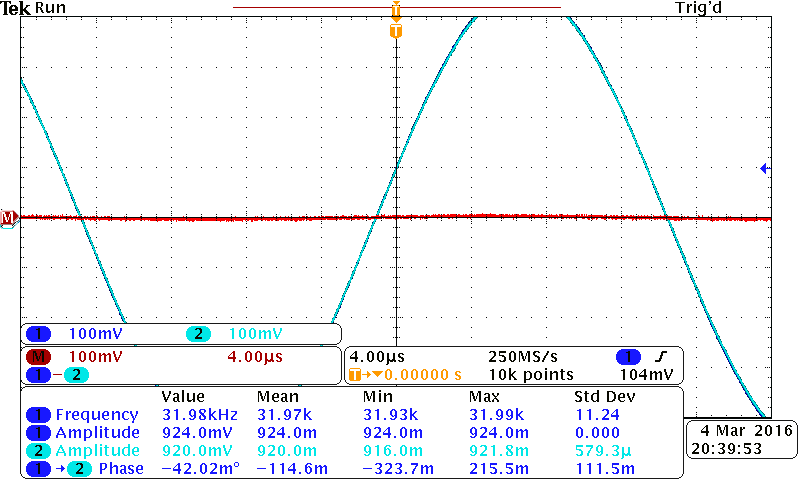 Tek Run Trig'd
T
T
M
1 100mV 2 100mV
M 100mV 4.00µs
1 − 2
4.00µs 250MS/s 1 ƒ
T→▼0.00000 s 10k points 104mV
Value Mean Min Max Std Dev
1 Frequency 31.98kHz 31.97k 31.93k 31.99k 11.24
1 Amplitude 924.0mV 924.0m 916.0m 924.0m 0.000
2 Amplitude 920.0mV 920.0m 916.0m 921.8m 579.3µ
1 → 2 Phase −42.02m° −114.6m −323.7m 215.5m 111.5m
4 Mar 2016
20:39:53